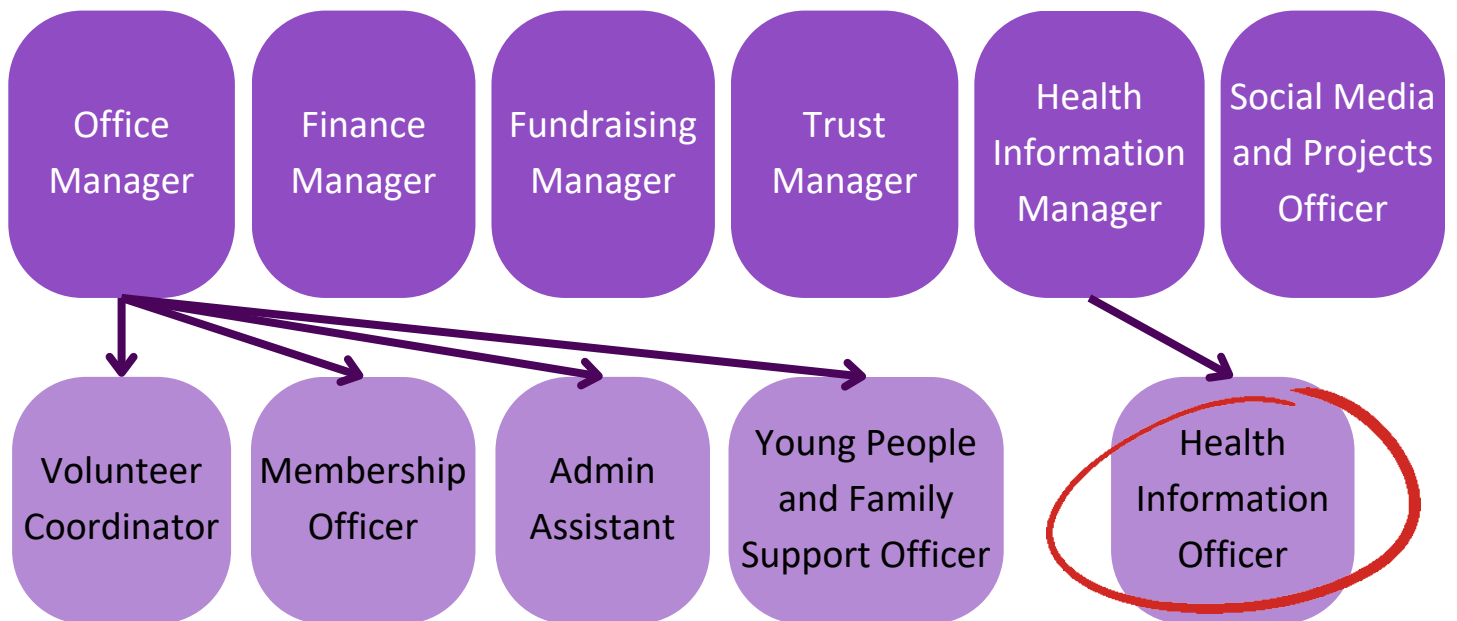 Office
Manager
Finance
Manager
Fundraising
Manager
Trust
Manager
Health
Information
Manager
Social Media
and Projects
Officer
Volunteer
Coordinator
Membership
Officer
Admin
Assistant
Young People
and Family
Support Officer
Health
Information
Officer